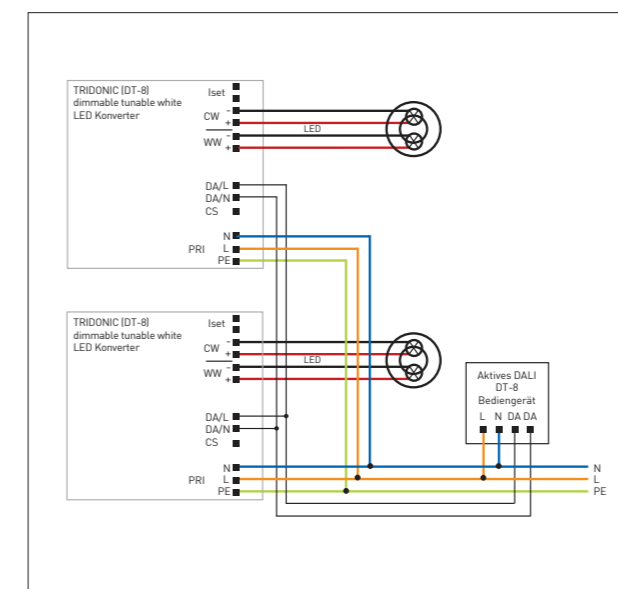 TRIDONIC (DT-8)
dimmable tunable white
LED Konverter
Iset
-
CW
+
LED
-
WW
+
DA/L
DA/N
CS
N
PRI L
PE
TRIDONIC (DT-8)
dimmable tunable white
LED Konverter
Iset
-
CW
+
LED
-
WW
+
DA/L
DA/N
CS
N
PRI L
PE
Aktives DALI
DT-8
Bediengerät
L N DA DA
N
L
PE